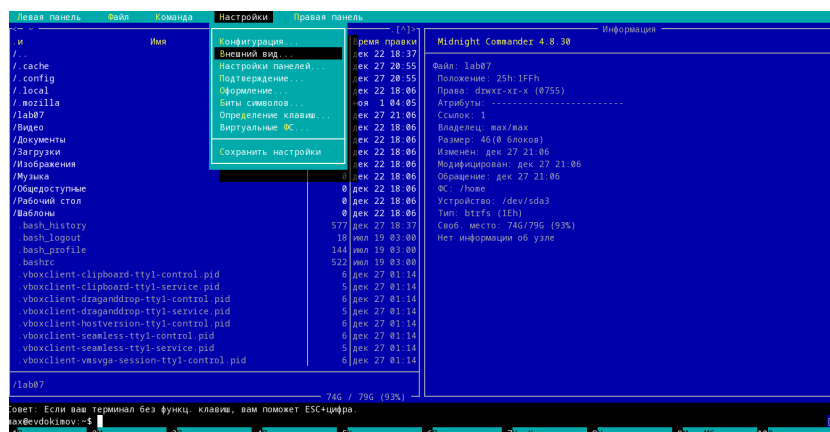 Левая панель Файл Команда Настройки Правая панель
<— ~ .[^]>
.и Имя Время правки
/..
/.cache
/.config
/.local
/.mozilla
/lab07
/Видео
/Документы
/Загрузки
/Изображения
/Музыка
/Общедоступные
/Рабочий стол
/Шаблоны
.bash_history
.bash_logout
.bash_profile
.bashrc
.vboxclient-clipboard-tty1-control.pid
.vboxclient-clipboard-tty1-service.pid
.vboxclient-draganddrop-tty1-control.pid
.vboxclient-draganddrop-tty1-service.pid
.vboxclient-hostversion-tty1-control.pid
.vboxclient-seamless-tty1-control.pid
.vboxclient-seamless-tty1-service.pid
.vboxclient-vmsvga-session-tty1-control.pid
Конфигурация...
Внешний вид...
Настройки панелей...
Подтверждение...
Оформление...
Биты символов...
Определение клавиш...
Виртуальные ФС...
Сохранить настройки
дек 22 18:37
дек 27 20:55
дек 27 20:55
дек 22 18:06
ноя 1 04:05
дек 27 21:06
дек 22 18:06
дек 22 18:06
дек 22 18:06
дек 22 18:06
0 дек 22 18:06
0 дек 22 18:06
0 дек 22 18:06
0 дек 22 18:06
577 дек 27 18:37
18 июл 19 03:00
144 июл 19 03:00
522 июл 19 03:00
6 дек 27 01:14
5 дек 27 01:14
6 дек 27 01:14
5 дек 27 01:14
6 дек 27 01:14
6 дек 27 01:14
5 дек 27 01:14
6 дек 27 01:14
/lab07
74G / 79G (93%)
Информация
Midnight Commander 4.8.30
Файл: lab07
Положение: 25h:1FFh
Права: drwxr-xr-x (0755)
Атрибуты: ------------------------
Ссылок: 1
Владелец: max/max
Размер: 46(0 блоков)
Изменён: дек 27 21:06
Модифицирован: дек 27 21:06
Обращение: дек 27 21:06
ФС: /home
Устройство: /dev/sda3
Тип: btrfs (1Eh)
Своб. место: 74G/79G (93%)
Нет информации об узле
Совет: Если ваш терминал без функц. клавиш, вам поможет ESC+цифра.
max@evdokimov:~$